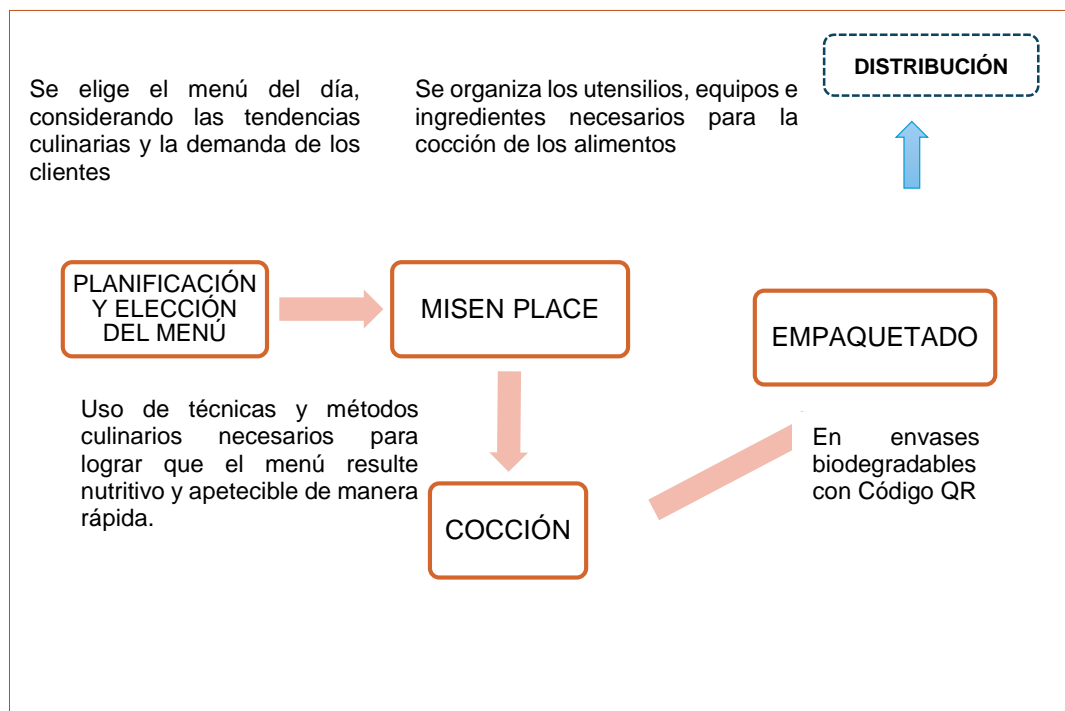 Se elige el menú del día,
considerando las tendencias
culinarias y la demanda de los
clientes
Se organiza los utensilios, equipos e
ingredientes necesarios para la
cocción de los alimentos
DISTRIBUCIÓN
PLANIFICACIÓN
Y ELECCIÓN
DEL MENÚ
MISEN PLACE
EMPAQUETADO
Uso de técnicas y métodos
culinarios necesarios para
lograr que el menú resulte
nutritivo y apetecible de manera
rápida.
COCCIÓN
En envases
biodegradables
con Código QR